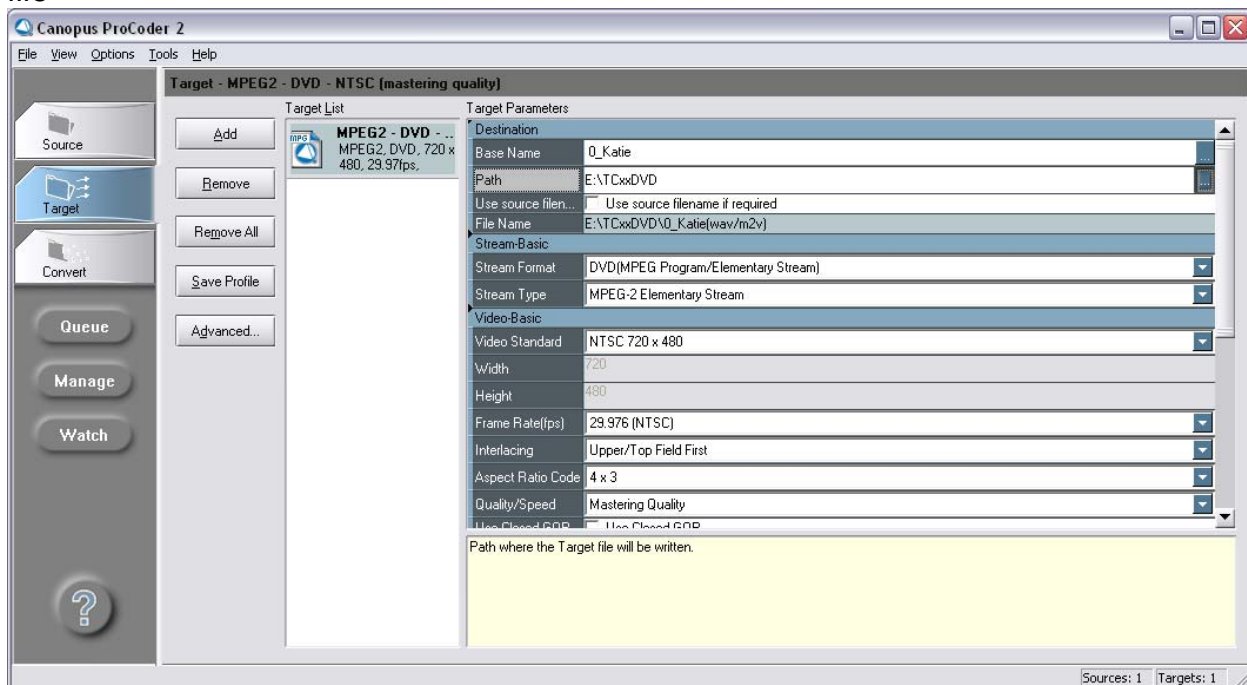 Canopus ProCoder 2
File View Options Tools Help
Target - MPEG2 - DVD - NTSC (mastering quality)
Source
Target
Convert
Queue
Manage
Watch
?
Add
Remove
Remove All
Save Profile
Advanced...
Target List
MPEG2 - DVD - ..
MPEG2, DVD, 720 x
480, 29.97fps,
Target Parameters
Destination
Base Name 0_Katie ...
Path E:\TCxxDVD ...
Use source filen... Use source filename if required
File Name E:\TCxxDVD\0_Katie(wav/m2v)
Stream-Basic
Stream Format DVD(MPEG Program/Elementary Stream)
Stream Type MPEG-2 Elementary Stream
Video-Basic
Video Standard NTSC 720 x 480
Width 720
Height 480
Frame Rate(fps) 29.976 (NTSC)
Interlacing Upper/Top Field First
Aspect Ratio Code 4 x 3
Quality/Speed Mastering Quality
Use Closed GOP Use Closed GOP
Path where the Target file will be written.
Sources: 1 Targets: 1